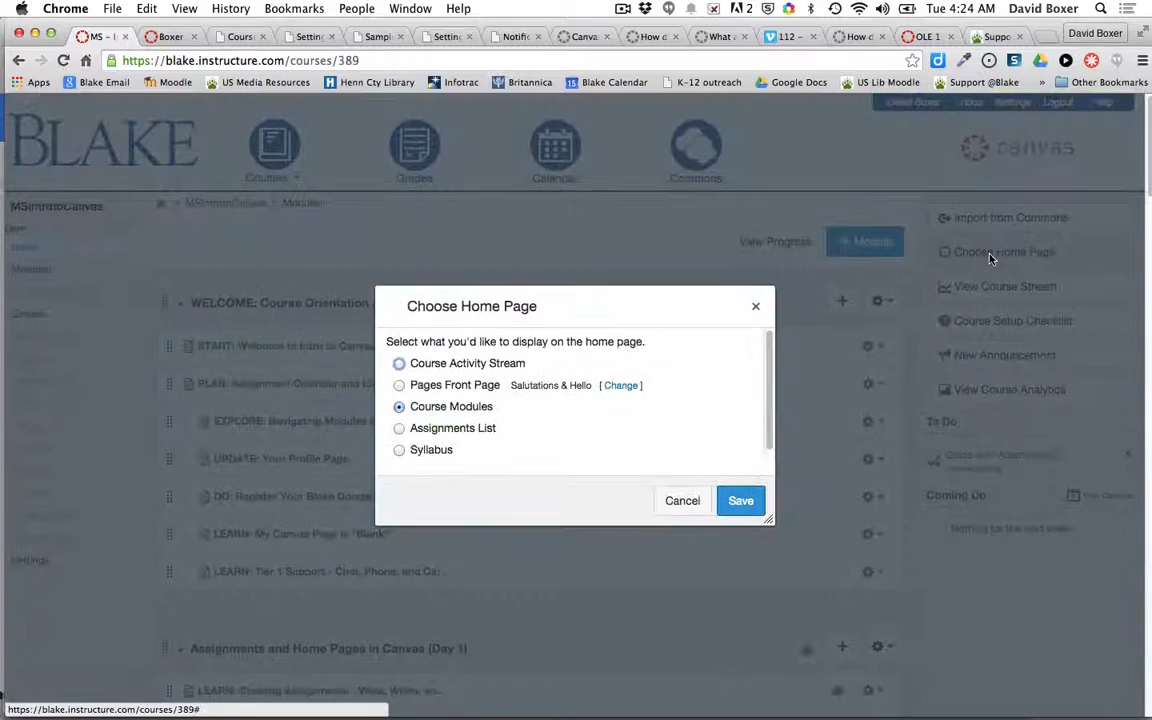 Chrome File Edit View History Bookmarks People Window Help 2 Tue 4:24 AM David Boxer
MS – I Boxer Cours Settin Sampl Settin Notific Canva How d What a 112 – How d OLE 1 Suppo David Boxer
https://blake.instructure.com/courses/389
Apps Blake Email Moodle US Media Resources Henn Cty Library Infotrac Britannica Blake Calendar K-12 outreach Google Docs US Lib Moodle Support @Blake » Other Bookmarks
David Boxer Inbox Settings Logout Help
BLAKE
canvas
Courses Grades Calendar Commons
MSIntroCanvas
MSIntroCanvas Modules
Import from Commons
View Progress + Module
Choose Home Page
View Course Stream
WELCOME: Course Orientation
Course Setup Checklist
START: Welcome to Intro to Canvas
New Announcement
PLAN: Assignment Calendar and
View Course Analytics
EXPLORE: Navigating Modules
To Do
UPDATE: Your Profile Page
DO: Register Your Blake Google
Coming Up
Nothing for the next week
LEARN: My Canvas Page is "Blank"
Settings
LEARN: Tier 1 Support - Chat, Phone, and Ca...
Assignments and Home Pages in Canvas (Day 1)
LEARN: Creating Assignments - What, Where, an...
Choose Home Page ×
Select what you'd like to display on the home page.
Course Activity Stream
Pages Front Page Salutations & Hello [ Change ]
Course Modules
Assignments List
Syllabus
Cancel Save
https://blake.instructure.com/courses/389#